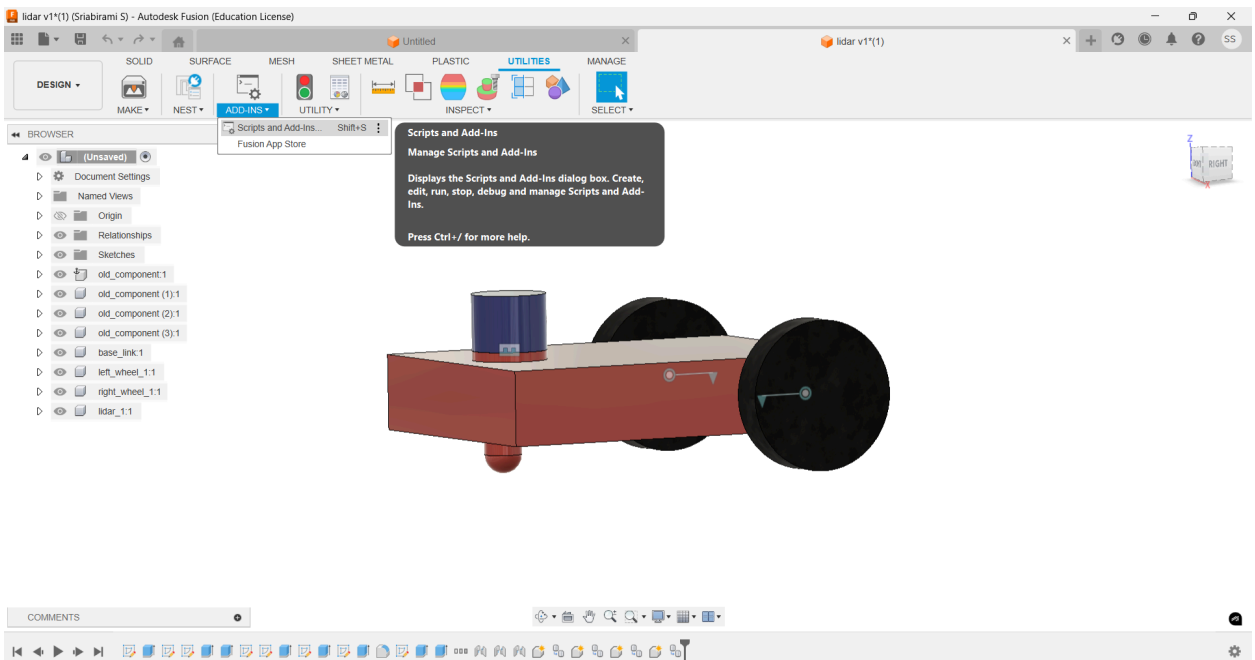 lidar v1*(1) (Sriabirami S) - Autodesk Fusion (Education License)
Untitled
lidar v1*(1)
SS
SOLID SURFACE MESH SHEET METAL PLASTIC UTILITIES MANAGE
DESIGN
MAKE NEST ADD-INS UTILITY INSPECT SELECT
BROWSER
Scripts and Add-Ins... Shift+S
Fusion App Store
Scripts and Add-Ins
Manage Scripts and Add-Ins
Displays the Scripts and Add-Ins dialog box. Create,
edit, run, stop, debug and manage Scripts and Add-
Ins.
Press Ctrl+/ for more help.
(Unsaved)
Document Settings
Named Views
Origin
Relationships
Sketches
old_component:1
old_component (1):1
old_component (2):1
old_component (3):1
base_link:1
left_wheel_1:1
right_wheel_1:1
lidar_1:1
Z
RIGHT
X
COMMENTS